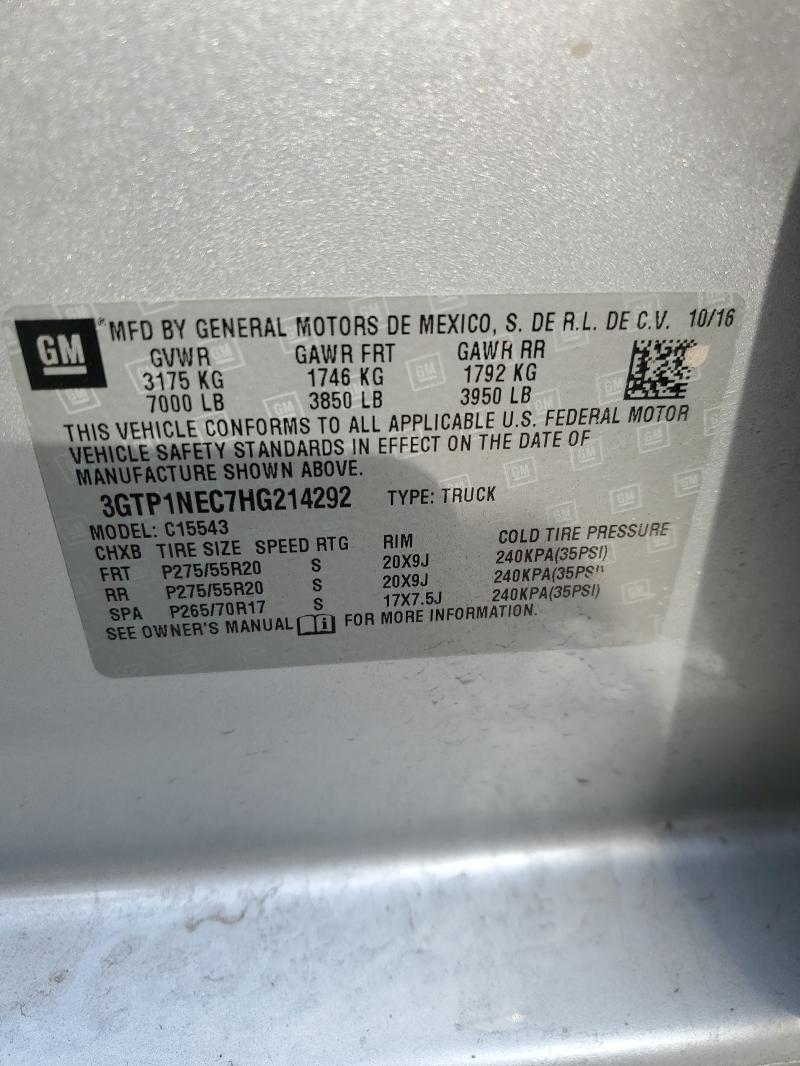 GM MFD BY GENERAL MOTORS DE MEXICO, S. DE R.L. DE C.V. 10/16
GVWR GAWR FRT GAWR RR
3175 KG 1746 KG 1792 KG
7000 LB 3850 LB 3950 LB
THIS VEHICLE CONFORMS TO ALL APPLICABLE U.S. FEDERAL MOTOR
VEHICLE SAFETY STANDARDS IN EFFECT ON THE DATE OF
MANUFACTURE SHOWN ABOVE.
3GTP1NEC7HG214292 TYPE: TRUCK
MODEL: C15543
CHXB TIRE SIZE SPEED RTG RIM COLD TIRE PRESSURE
FRT P275/55R20 S 20X9J 240KPA(35PSI)
RR P275/55R20 S 20X9J 240KPA(35PSI)
SPA P265/70R17 S 17X7.5J 240KPA(35PSI)
SEE OWNER'S MANUAL i FOR MORE INFORMATION.